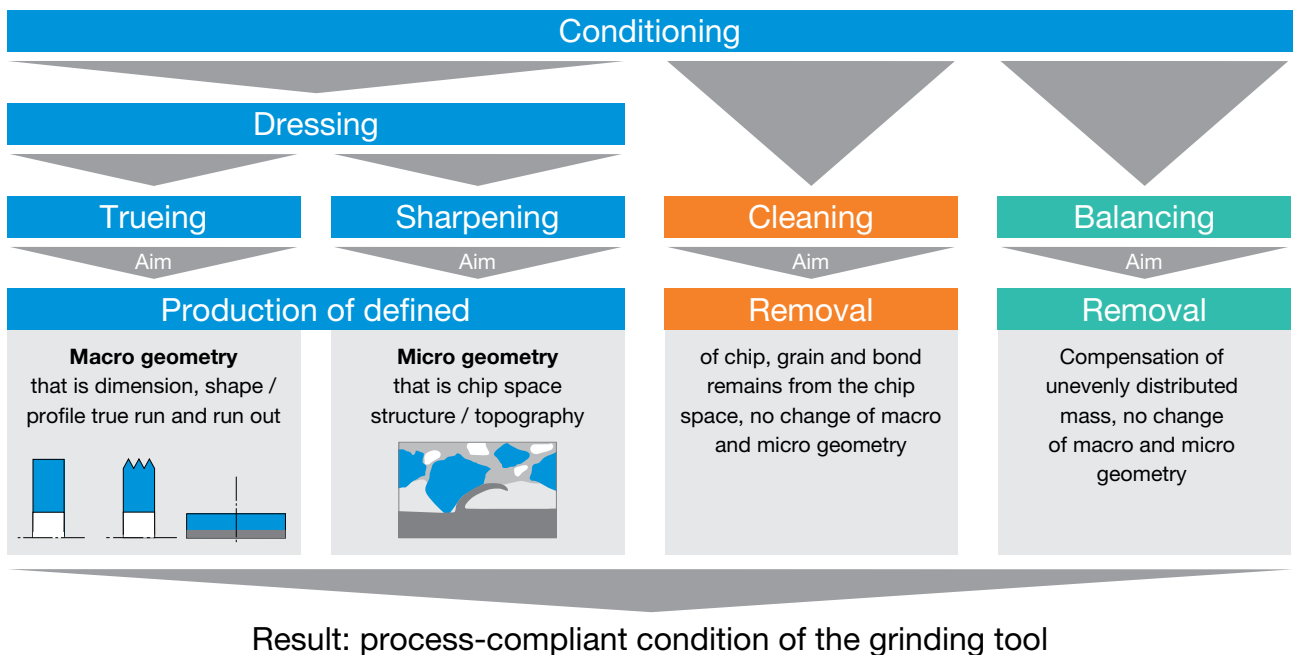 Conditioning
Dressing
Trueing
Sharpening
Cleaning
Balancing
Aim
Aim
Aim
Aim
Production of defined
Removal
Removal
Macro geometry
that is dimension, shape /
profile true run and run out
Micro geometry
that is chip space
structure / topography
of chip, grain and bond
remains from the chip
space, no change of macro
and micro geometry
Compensation of
unevenly distributed
mass, no change
of macro and micro
geometry
Result: process-compliant condition of the grinding tool